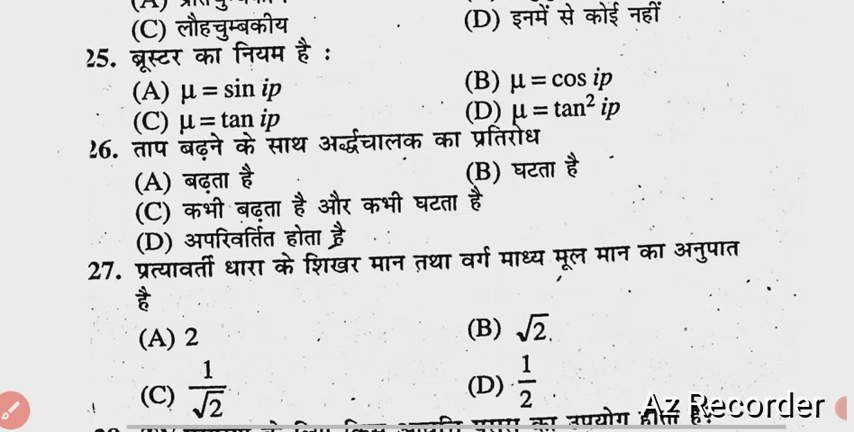 (C) लौहचुम्बकीय (D) इनमें से कोई नहीं
25. ब्रूस्टर का नियम है :
(A) μ = sin ip (B) μ = cos ip
(C) μ = tan ip (D) μ = tan² ip
26. ताप बढ़ने के साथ अर्द्धचालक का प्रतिरोध
(A) बढ़ता है (B) घटता है
(C) कभी बढ़ता है और कभी घटता है
(D) अपरिवर्तित होता है
27. प्रत्यावर्ती धारा के शिखर मान तथा वर्ग माध्य मूल मान का अनुपात
है
(A) 2 (B) √2
(C) 1/√2 (D) 1/2
का उपयोग होता है
Az Recorder